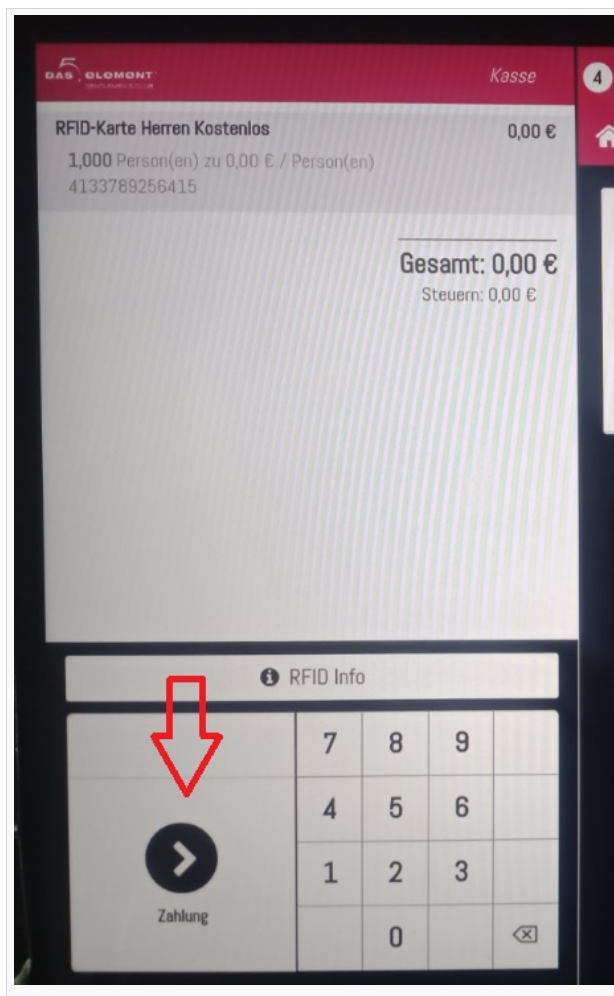 5
DAS ELEMENT
Kasse
4
RFID-Karte Herren Kostenlos 0,00 €
1,000 Person(en) zu 0,00 € / Person(en)
4133789256415
Gesamt: 0,00 €
Steuern: 0,00 €
RFID Info
7 8 9
4 5 6
1 2 3
0
Zahlung